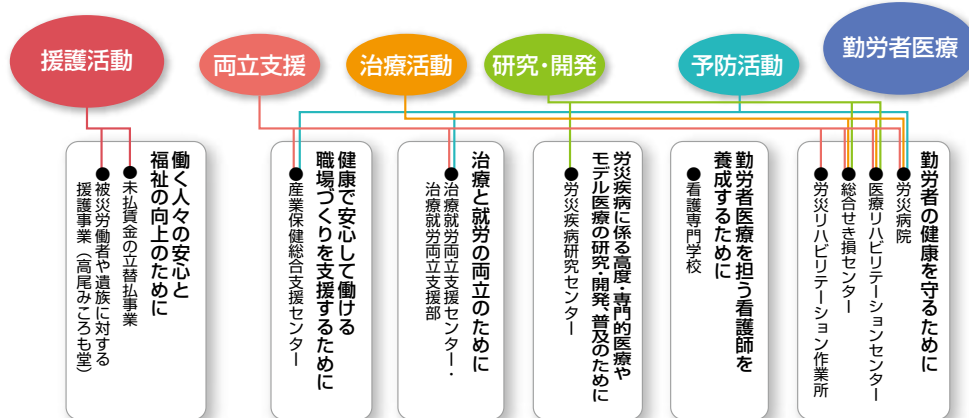 援護活動
両立支援
治療活動
研究・開発
予防活動
勤労者医療
勤労者の健康を守るために
●労災病院
●医療リハビリテーションセンター
●総合せき損センター
●労災リハビリテーション作業所
勤労者医療を担う看護師を
養成するために
●看護専門学校
労災疾病に係る高度・専門的医療や
モデル医療の研究・開発、普及のために
●労災疾病研究センター
治療と就労の両立のために
●治療就労両立支援センター・
治療就労両立支援部
健康で安心して働ける
職場づくりを支援するために
●産業保健総合支援センター
働く人々の安心と
福祉の向上のために
●未払賃金の立替払事業
●被災労働者や遺族に対する
援護事業（高尾みころも堂）